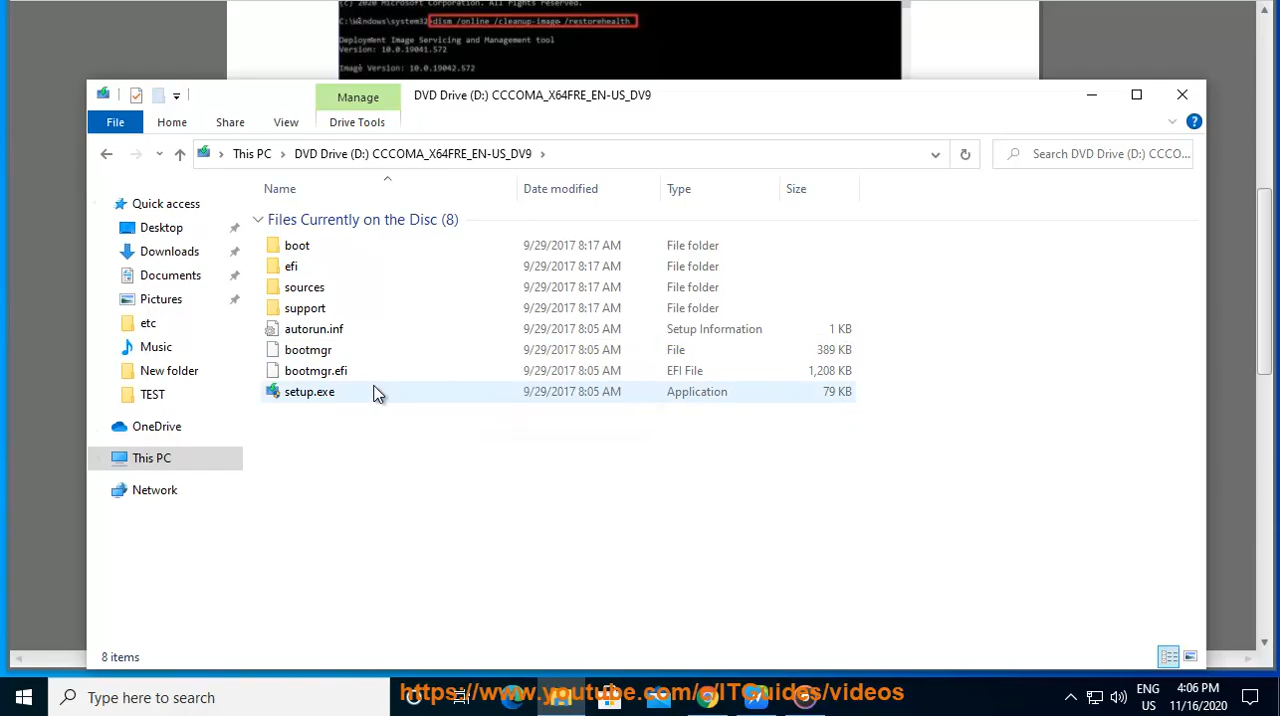 (c) 2020 Microsoft Corporation. All rights reserved.
C:\Windows\system32>dism /online /cleanup-image /restorehealth
Deployment Image Servicing and Management tool
Version: 10.0.19041.572
Image Version: 10.0.19042.572
Manage
DVD Drive (D:) CCCOMA_X64FRE_EN-US_DV9
File
Home
Share
View
Drive Tools
This PC
DVD Drive (D:) CCCOMA_X64FRE_EN-US_DV9
Search DVD Drive (D:) CCCO...
Name
Date modified
Type
Size
Quick access
Desktop
Downloads
Documents
Pictures
etc
Music
New folder
TEST
OneDrive
This PC
Network
Files Currently on the Disc (8)
boot 9/29/2017 8:17 AM File folder
efi 9/29/2017 8:17 AM File folder
sources 9/29/2017 8:17 AM File folder
support 9/29/2017 8:17 AM File folder
autorun.inf 9/29/2017 8:05 AM Setup Information 1 KB
bootmgr 9/29/2017 8:05 AM File 389 KB
bootmgr.efi 9/29/2017 8:05 AM EFI File 1,208 KB
setup.exe 9/29/2017 8:05 AM Application 79 KB
8 items
Type here to search
https://www.youtube.com/c/ITGuides/videos
ENG
US
4:06 PM
11/16/2020